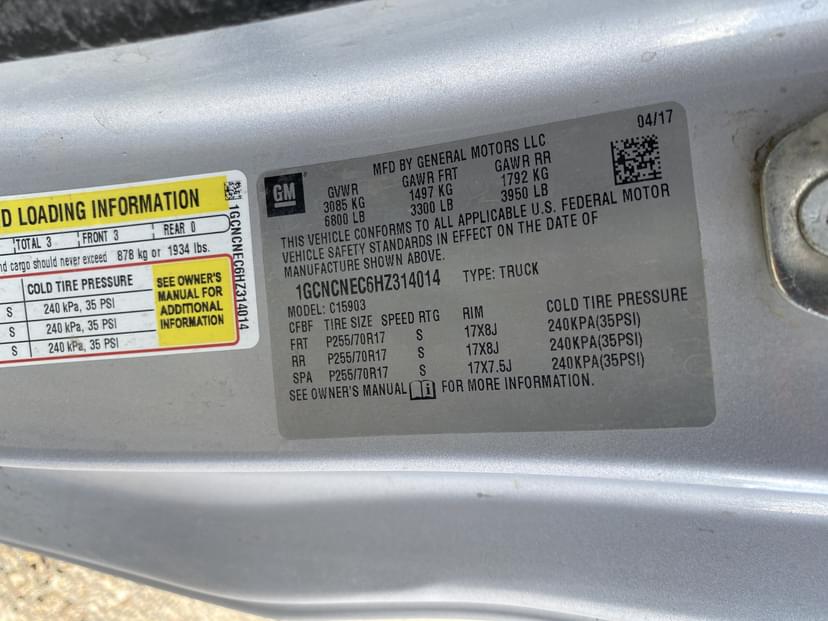 D LOADING INFORMATION
TOTAL 3 FRONT 3 REAR 0
nd cargo should never exceed 878 kg or 1934 lbs.
COLD TIRE PRESSURE
S 240 kPa, 35 PSI
S 240 kPa, 35 PSI
S 240 kPa, 35 PSI
SEE OWNER'S
MANUAL FOR
ADDITIONAL
INFORMATION
1GCNCNEC6HZ314014
04/17
GM
MFD BY GENERAL MOTORS LLC
GVWR GAWR FRT GAWR RR
3085 KG 1497 KG 1792 KG
6800 LB 3300 LB 3950 LB
THIS VEHICLE CONFORMS TO ALL APPLICABLE U.S. FEDERAL MOTOR
VEHICLE SAFETY STANDARDS IN EFFECT ON THE DATE OF
MANUFACTURE SHOWN ABOVE.
1GCNCNEC6HZ314014 TYPE: TRUCK
MODEL: C15903
CFBF TIRE SIZE SPEED RTG RIM COLD TIRE PRESSURE
FRT P255/70R17 S 17X8J 240KPA(35PSI)
RR P255/70R17 S 17X8J 240KPA(35PSI)
SPA P255/70R17 S 17X7.5J 240KPA(35PSI)
SEE OWNER'S MANUAL FOR MORE INFORMATION.